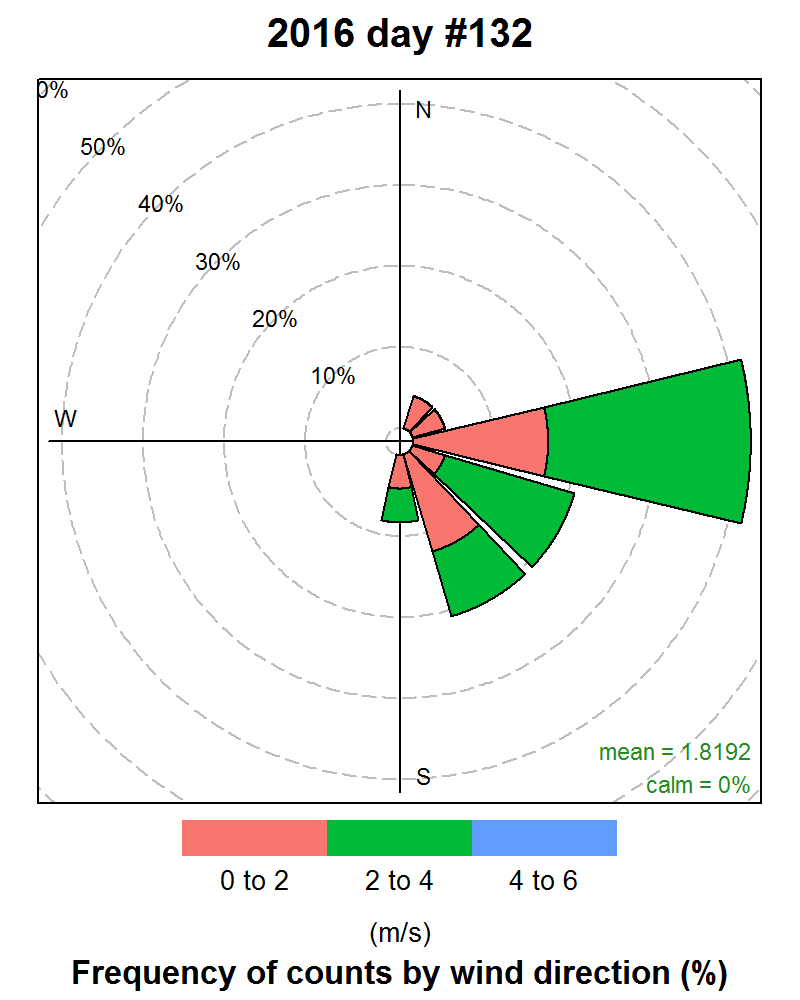 2016 day #132
0%
N
50%
40%
30%
20%
10%
W
S
mean = 1.8192
calm = 0%
0 to 2
2 to 4
4 to 6
(m/s)
Frequency of counts by wind direction (%)